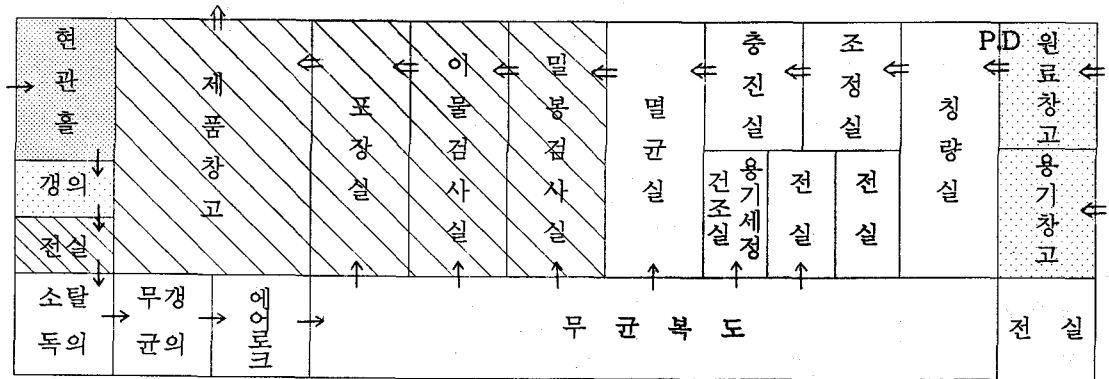 현관홀
갱의
전실
소독
탈의
무균
갱의
에어로크
제품창고
포장실
이물검사실
밀봉검사실
멸균실
충진실
조정실
건조실
용기세정
전실
전실
칭량실
P.D
원료창고
용기창고
무균복도
전실